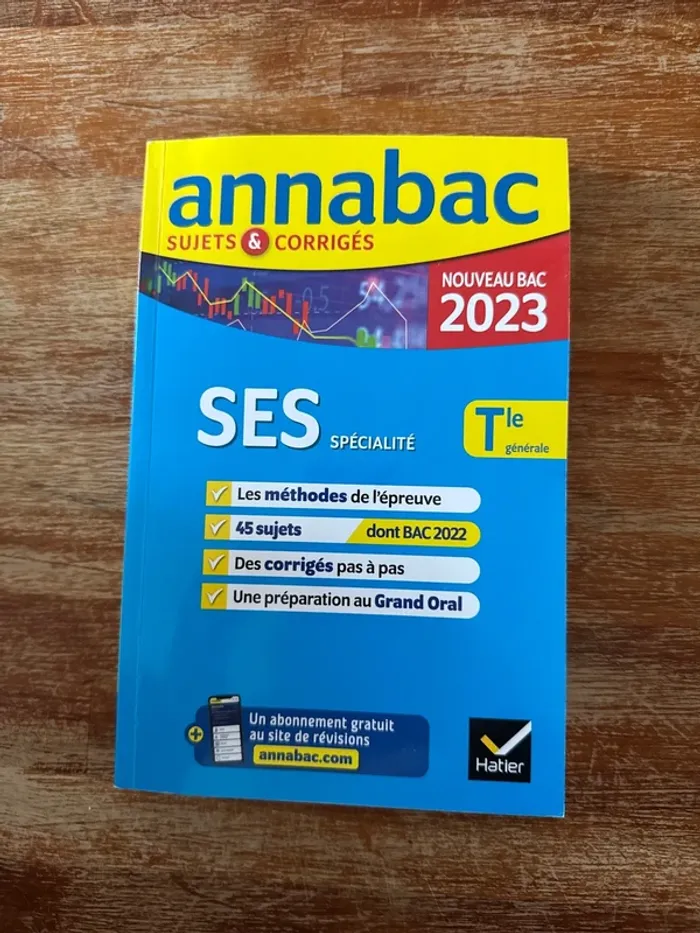 annabac
SUJETS & CORRIGÉS
NOUVEAU BAC
2023
SES SPÉCIALITÉ
Tle
générale
Les méthodes de l'épreuve
45 sujets dont BAC 2022
Des corrigés pas à pas
Une préparation au Grand Oral
+
Un abonnement gratuit
au site de révisions
annabac.com
Hatier